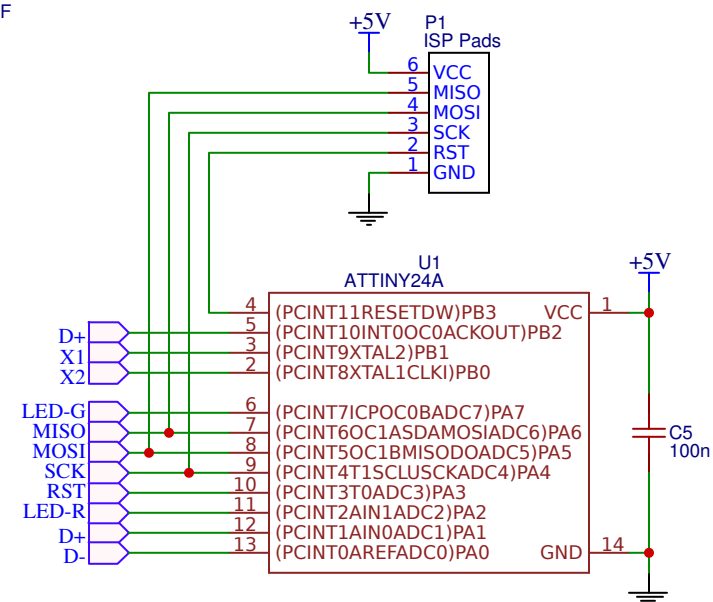 F
+5V
P1
ISP Pads
6 VCC
5 MISO
4 MOSI
3 SCK
2 RST
1 GND
U1
ATTINY24A
+5V
4 (PCINT11RESETDW)PB3 VCC 1
D+ 5 (PCINT10INT0OC0ACKOUT)PB2
X1 3 (PCINT9XTAL2)PB1
X2 2 (PCINT8XTAL1CLKI)PB0
LED-G 6 (PCINT7ICPOC0BADC7)PA7
MISO 7 (PCINT6OC1ASDAMOSIADC6)PA6
MOSI 8 (PCINT5OC1BMISODOADC5)PA5
SCK 9 (PCINT4T1SCLUSCKADC4)PA4
RST 10 (PCINT3T0ADC3)PA3
LED-R 11 (PCINT2AIN1ADC2)PA2
D+ 12 (PCINT1AIN0ADC1)PA1
D- 13 (PCINT0AREFADC0)PA0 GND 14
C5
100n